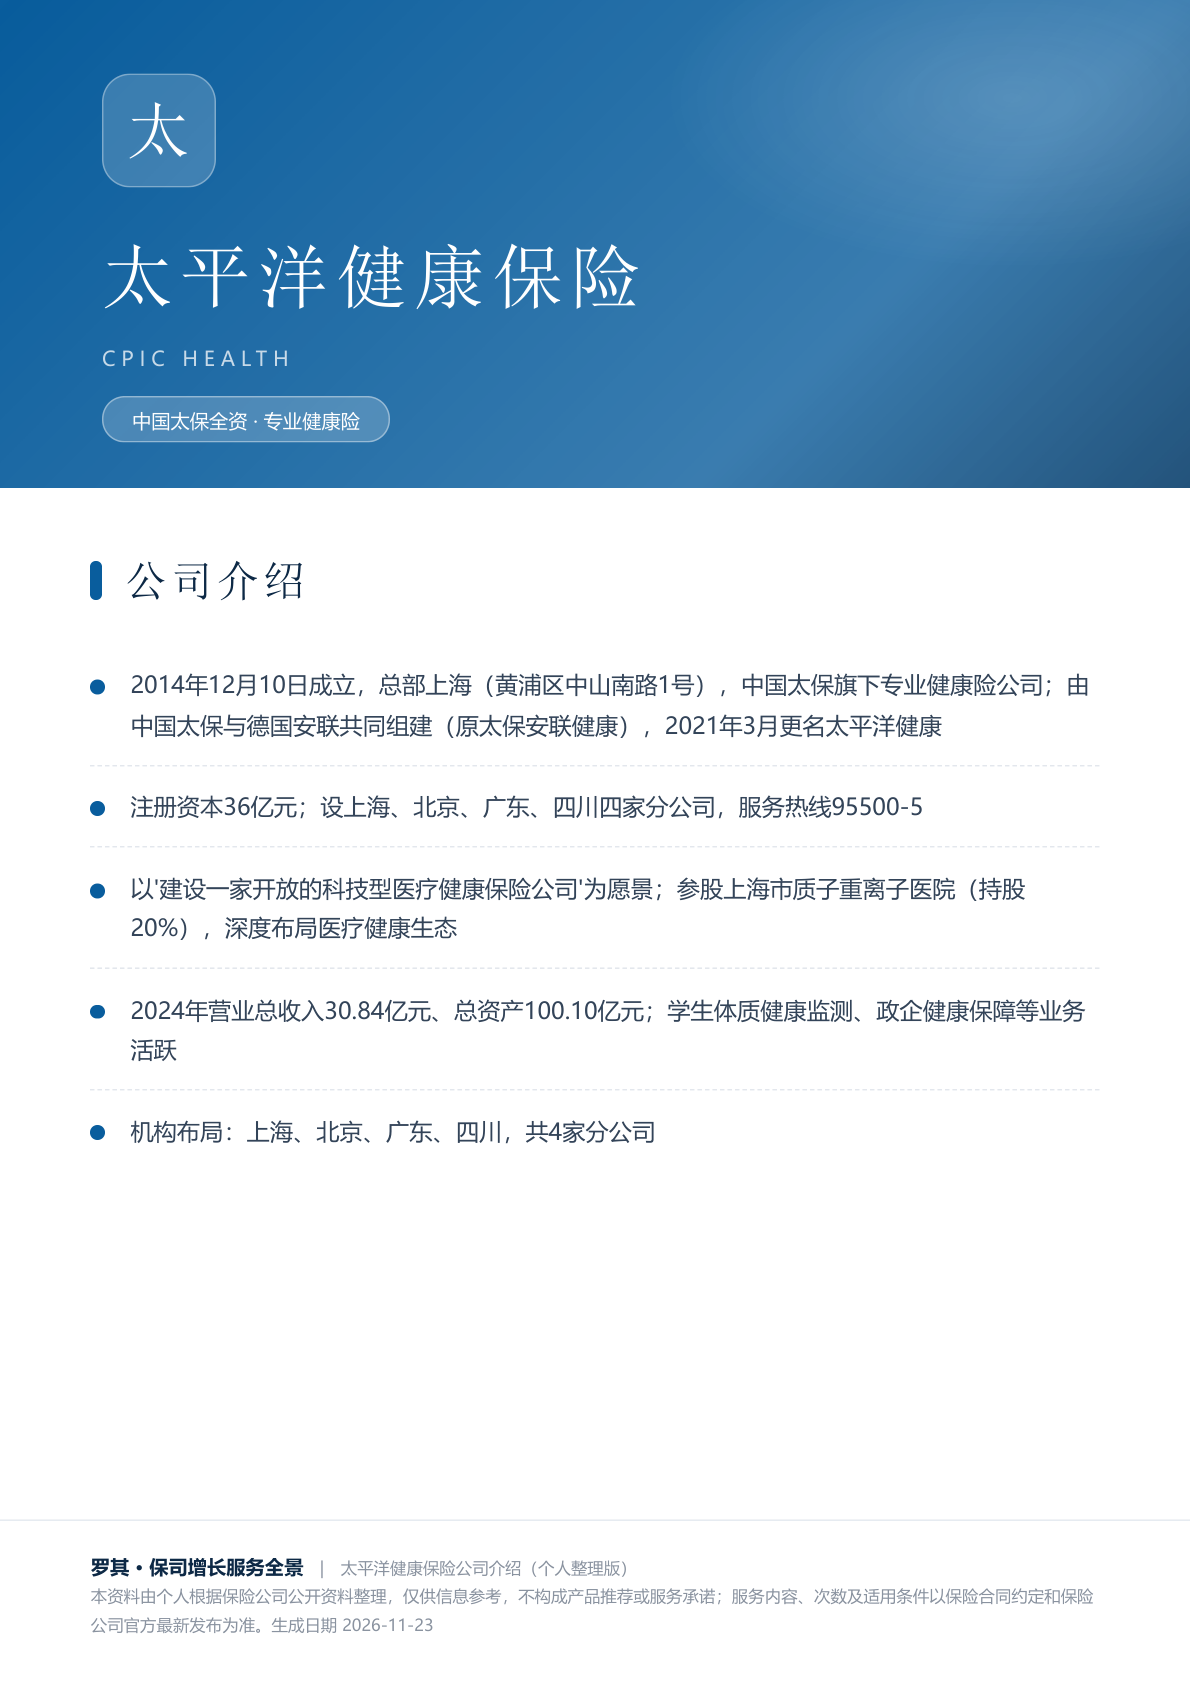 太
太平洋健康保险
CPIC HEALTH
中国太保全资 · 专业健康险
公司介绍
2014年12月10日成立，总部上海（黄浦区中山南路1号），中国太保旗下专业健康险公司；由
中国太保与德国安联共同组建（原太保安联健康），2021年3月更名太平洋健康
注册资本36亿元；设上海、北京、广东、四川四家分公司，服务热线95500-5
以'建设一家开放的科技型医疗健康保险公司'为愿景；参股上海市质子重离子医院（持股
20%），深度布局医疗健康生态
2024年营业总收入30.84亿元、总资产100.10亿元；学生体质健康监测、政企健康保障等业务
活跃
机构布局：上海、北京、广东、四川，共4家分公司
罗其 • 保司增长服务全景 | 太平洋健康保险公司介绍（个人整理版）
本资料由个人根据保险公司公开资料整理，仅供信息参考，不构成产品推荐或服务承诺；服务内容、次数及适用条件以保险合同约定和保险
公司官方最新发布为准。生成日期 2026-11-23